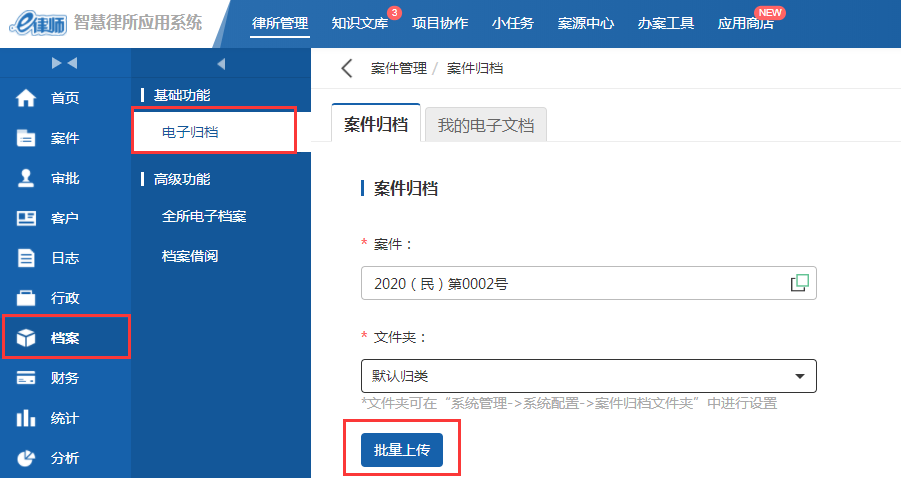 e律师 智慧律所应用系统
律所管理 知识文库 3 项目协作 小任务 案源中心 办案工具 应用商店 NEW
首页
案件
审批
客户
日志
行政
档案
财务
统计
分析
基础功能
电子归档
高级功能
全所电子档案
档案借阅
案件管理 / 案件归档
案件归档 我的电子文档
案件归档
* 案件：
2020（民）第0002号
* 文件夹：
默认归类
*文件夹可在“系统管理->系统配置->案件归档文件夹”中进行设置
批量上传